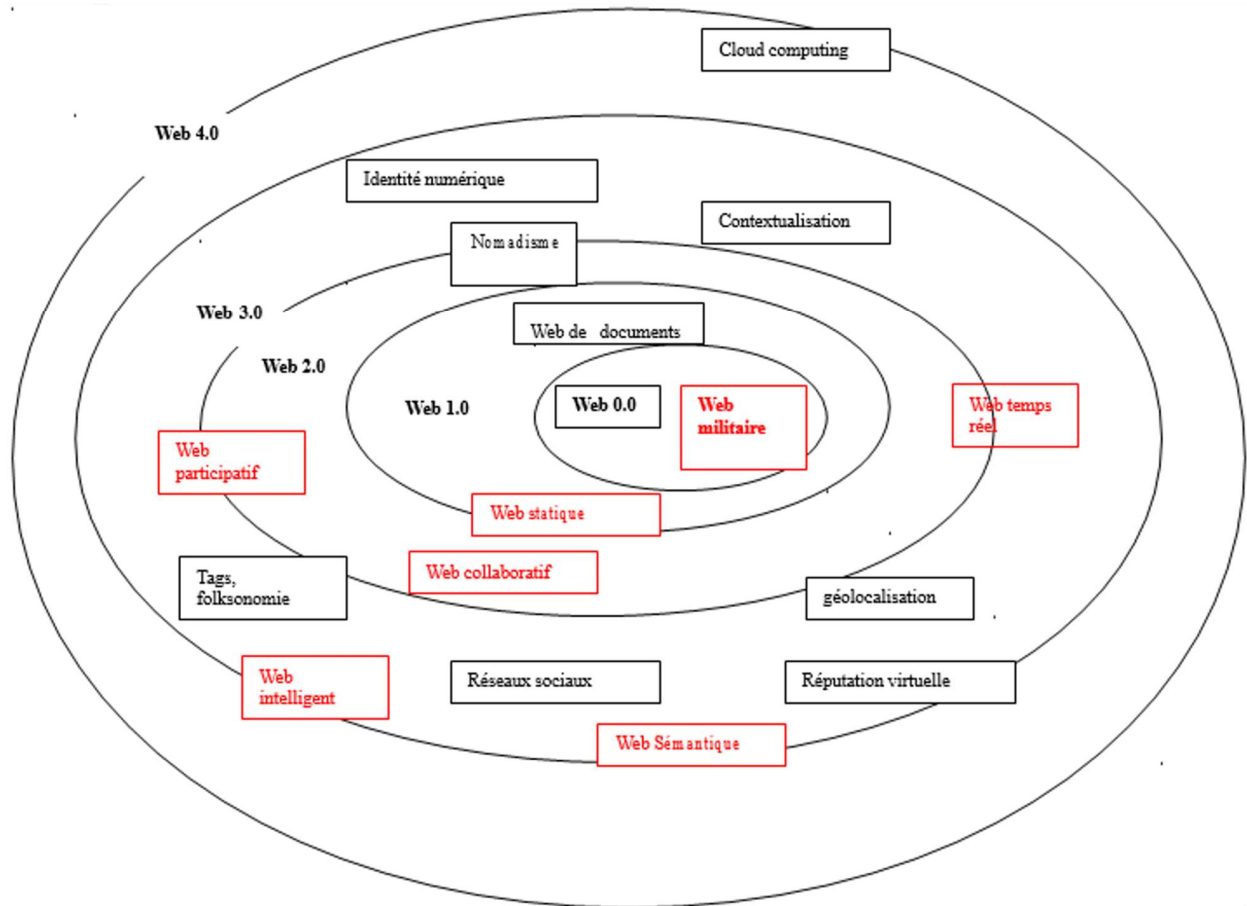 Cloud computing
Web 4.0
Identité numérique
Contextualisation
Nomadisme
Web 3.0
Web de documents
Web 2.0
Web 1.0
Web 0.0
Web
militaire
Web temps
réel
Web
participatif
Web statique
Web collaboratif
Tags,
folksonomie
géolocalisation
Web
intelligent
Réseaux sociaux
Réputation virtuelle
Web Sémantique